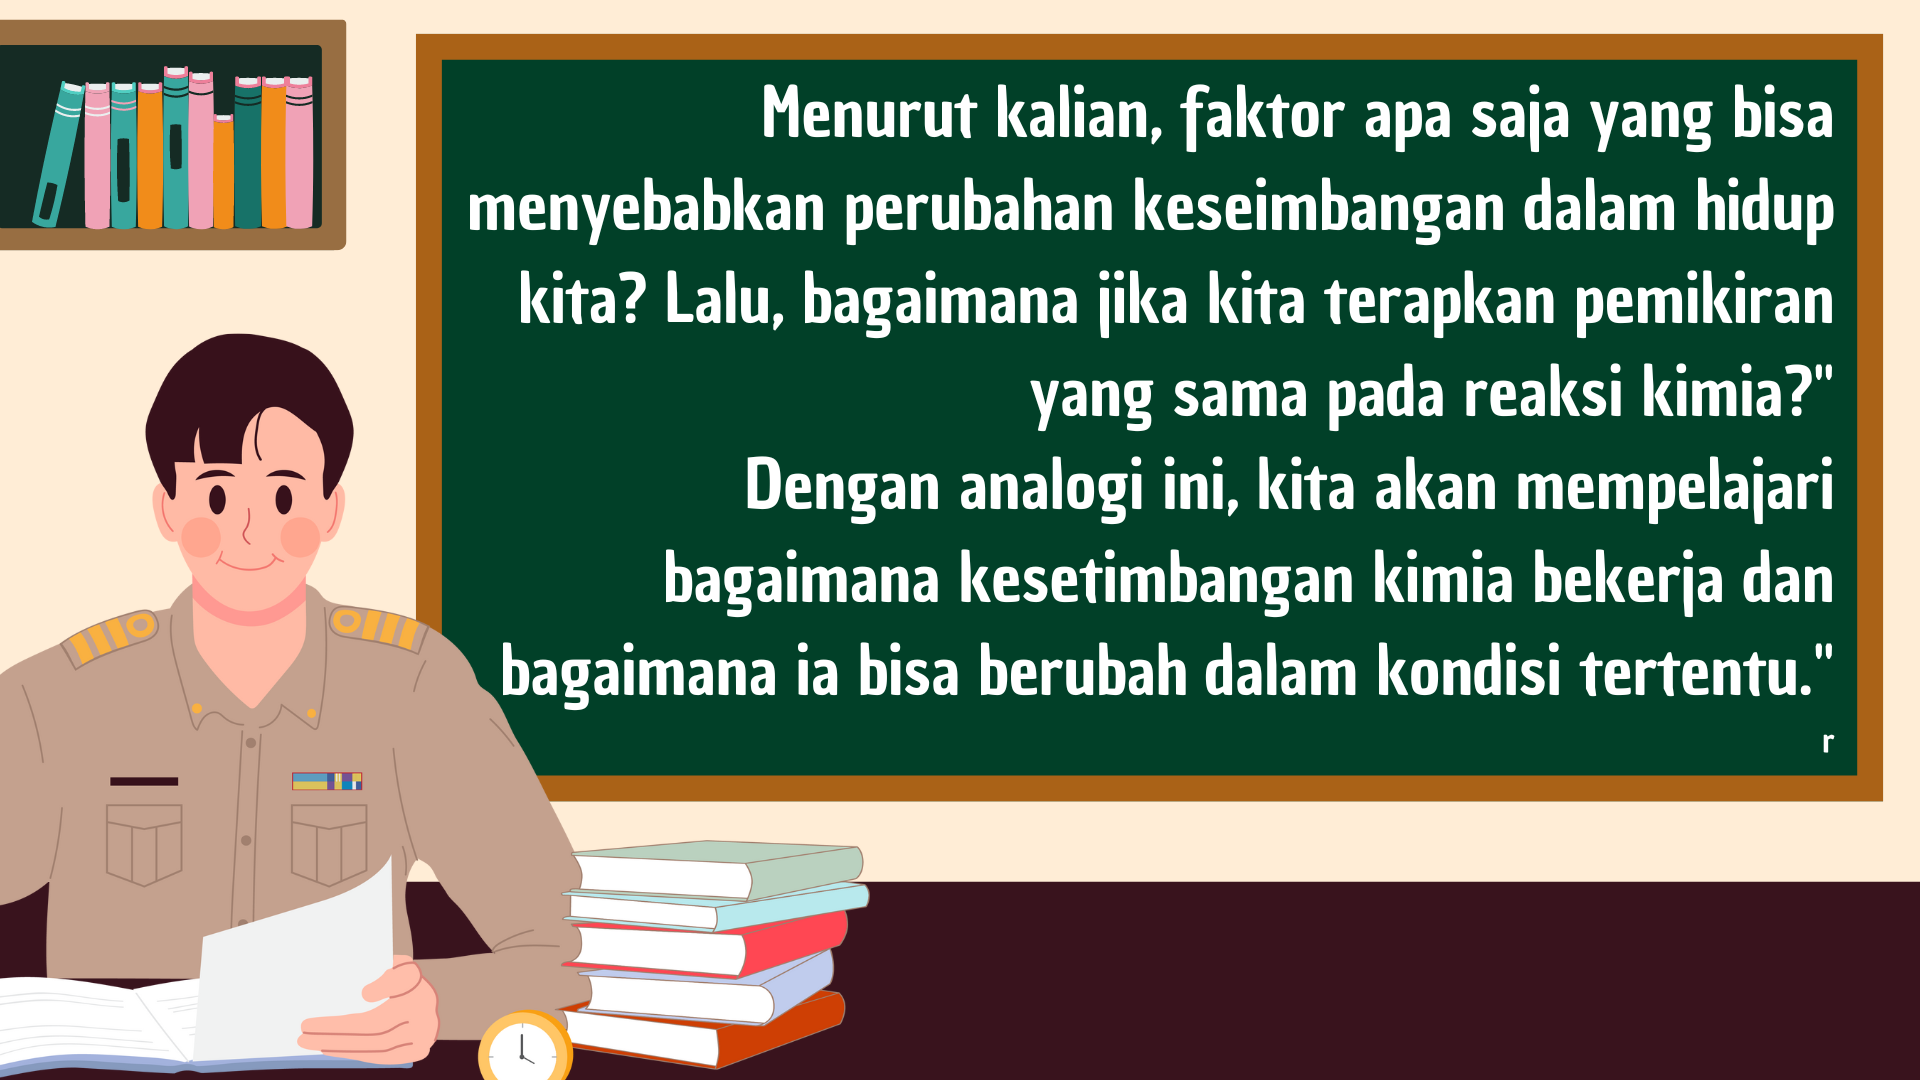 Menurut kalian, faktor apa saja yang bisa
menyebabkan perubahan keseimbangan dalam hidup
kita? Lalu, bagaimana jika kita terapkan pemikiran
yang sama pada reaksi kimia?"
Dengan analogi ini, kita akan mempelajari
bagaimana kesetimbangan kimia bekerja dan
bagaimana ia bisa berubah dalam kondisi tertentu."
r